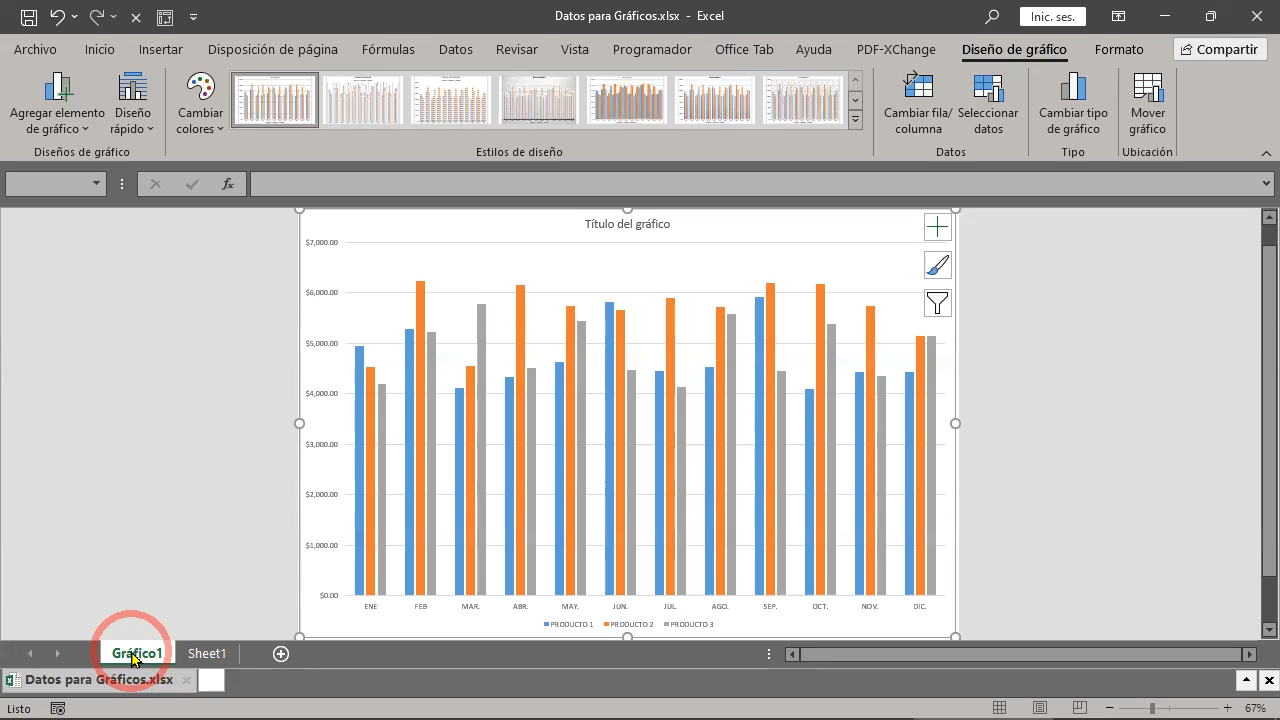 Datos para Gráficos.xlsx - Excel
Inic. ses.
Archivo Inicio Insertar Disposición de página Fórmulas Datos Revisar Vista Programador Office Tab Ayuda PDF-XChange Diseño de gráfico Formato Compartir
Agregar elemento de gráfico
Diseño rápido
Cambiar colores
Cambiar fila/ columna
Seleccionar datos
Cambiar tipo de gráfico
Mover gráfico
Diseños de gráfico Estilos de diseño Datos Tipo Ubicación
fx
Título del gráfico
$7,000.00
$6,000.00
$5,000.00
$4,000.00
$3,000.00
$2,000.00
$1,000.00
$0.00
ENE FEB MAR. ABR. MAY. JUN. JUL. AGO. SEP. OCT. NOV. DIC.
PRODUCTO 1 PRODUCTO 2 PRODUCTO 3
Gráfico1 Sheet1
Datos para Gráficos.xlsx
Listo
67%